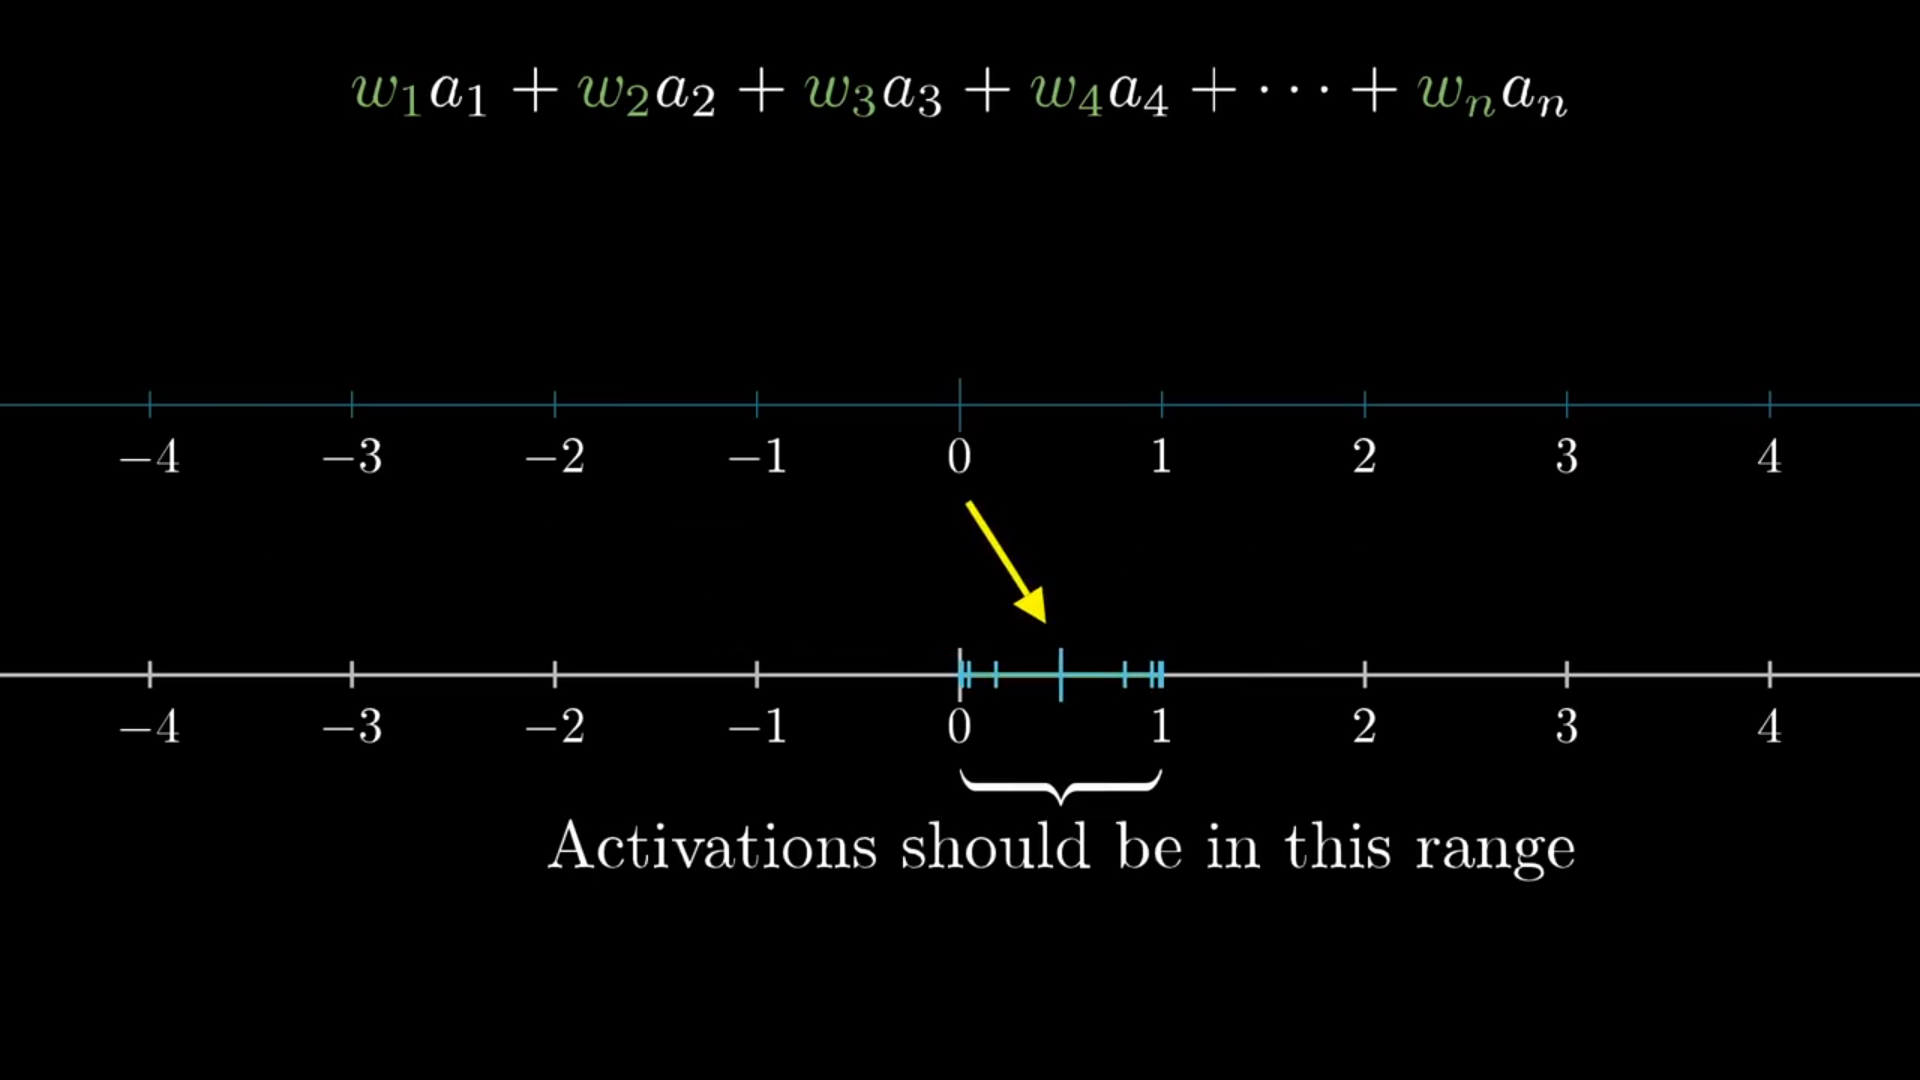 w₁a₁ + w₂a₂ + w₃a₃ + w₄a₄ + ⋯ + wₙaₙ
−4 −3 −2 −1 0 1 2 3 4
−4 −3 −2 −1 0 1 2 3 4
Activations should be in this range